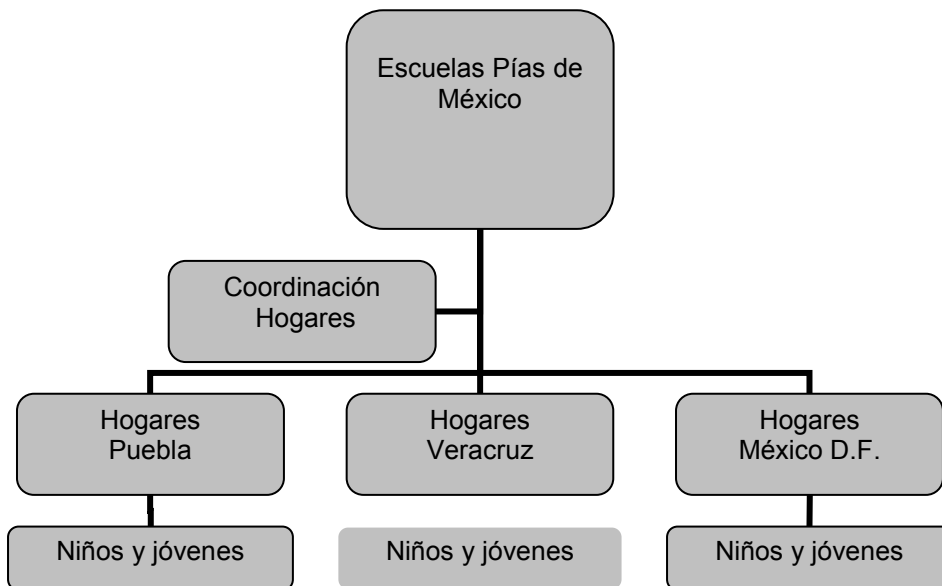 Escuelas Pías de
México
Coordinación
Hogares
Hogares
Puebla
Hogares
Veracruz
Hogares
México D.F.
Niños y jóvenes
Niños y jóvenes
Niños y jóvenes